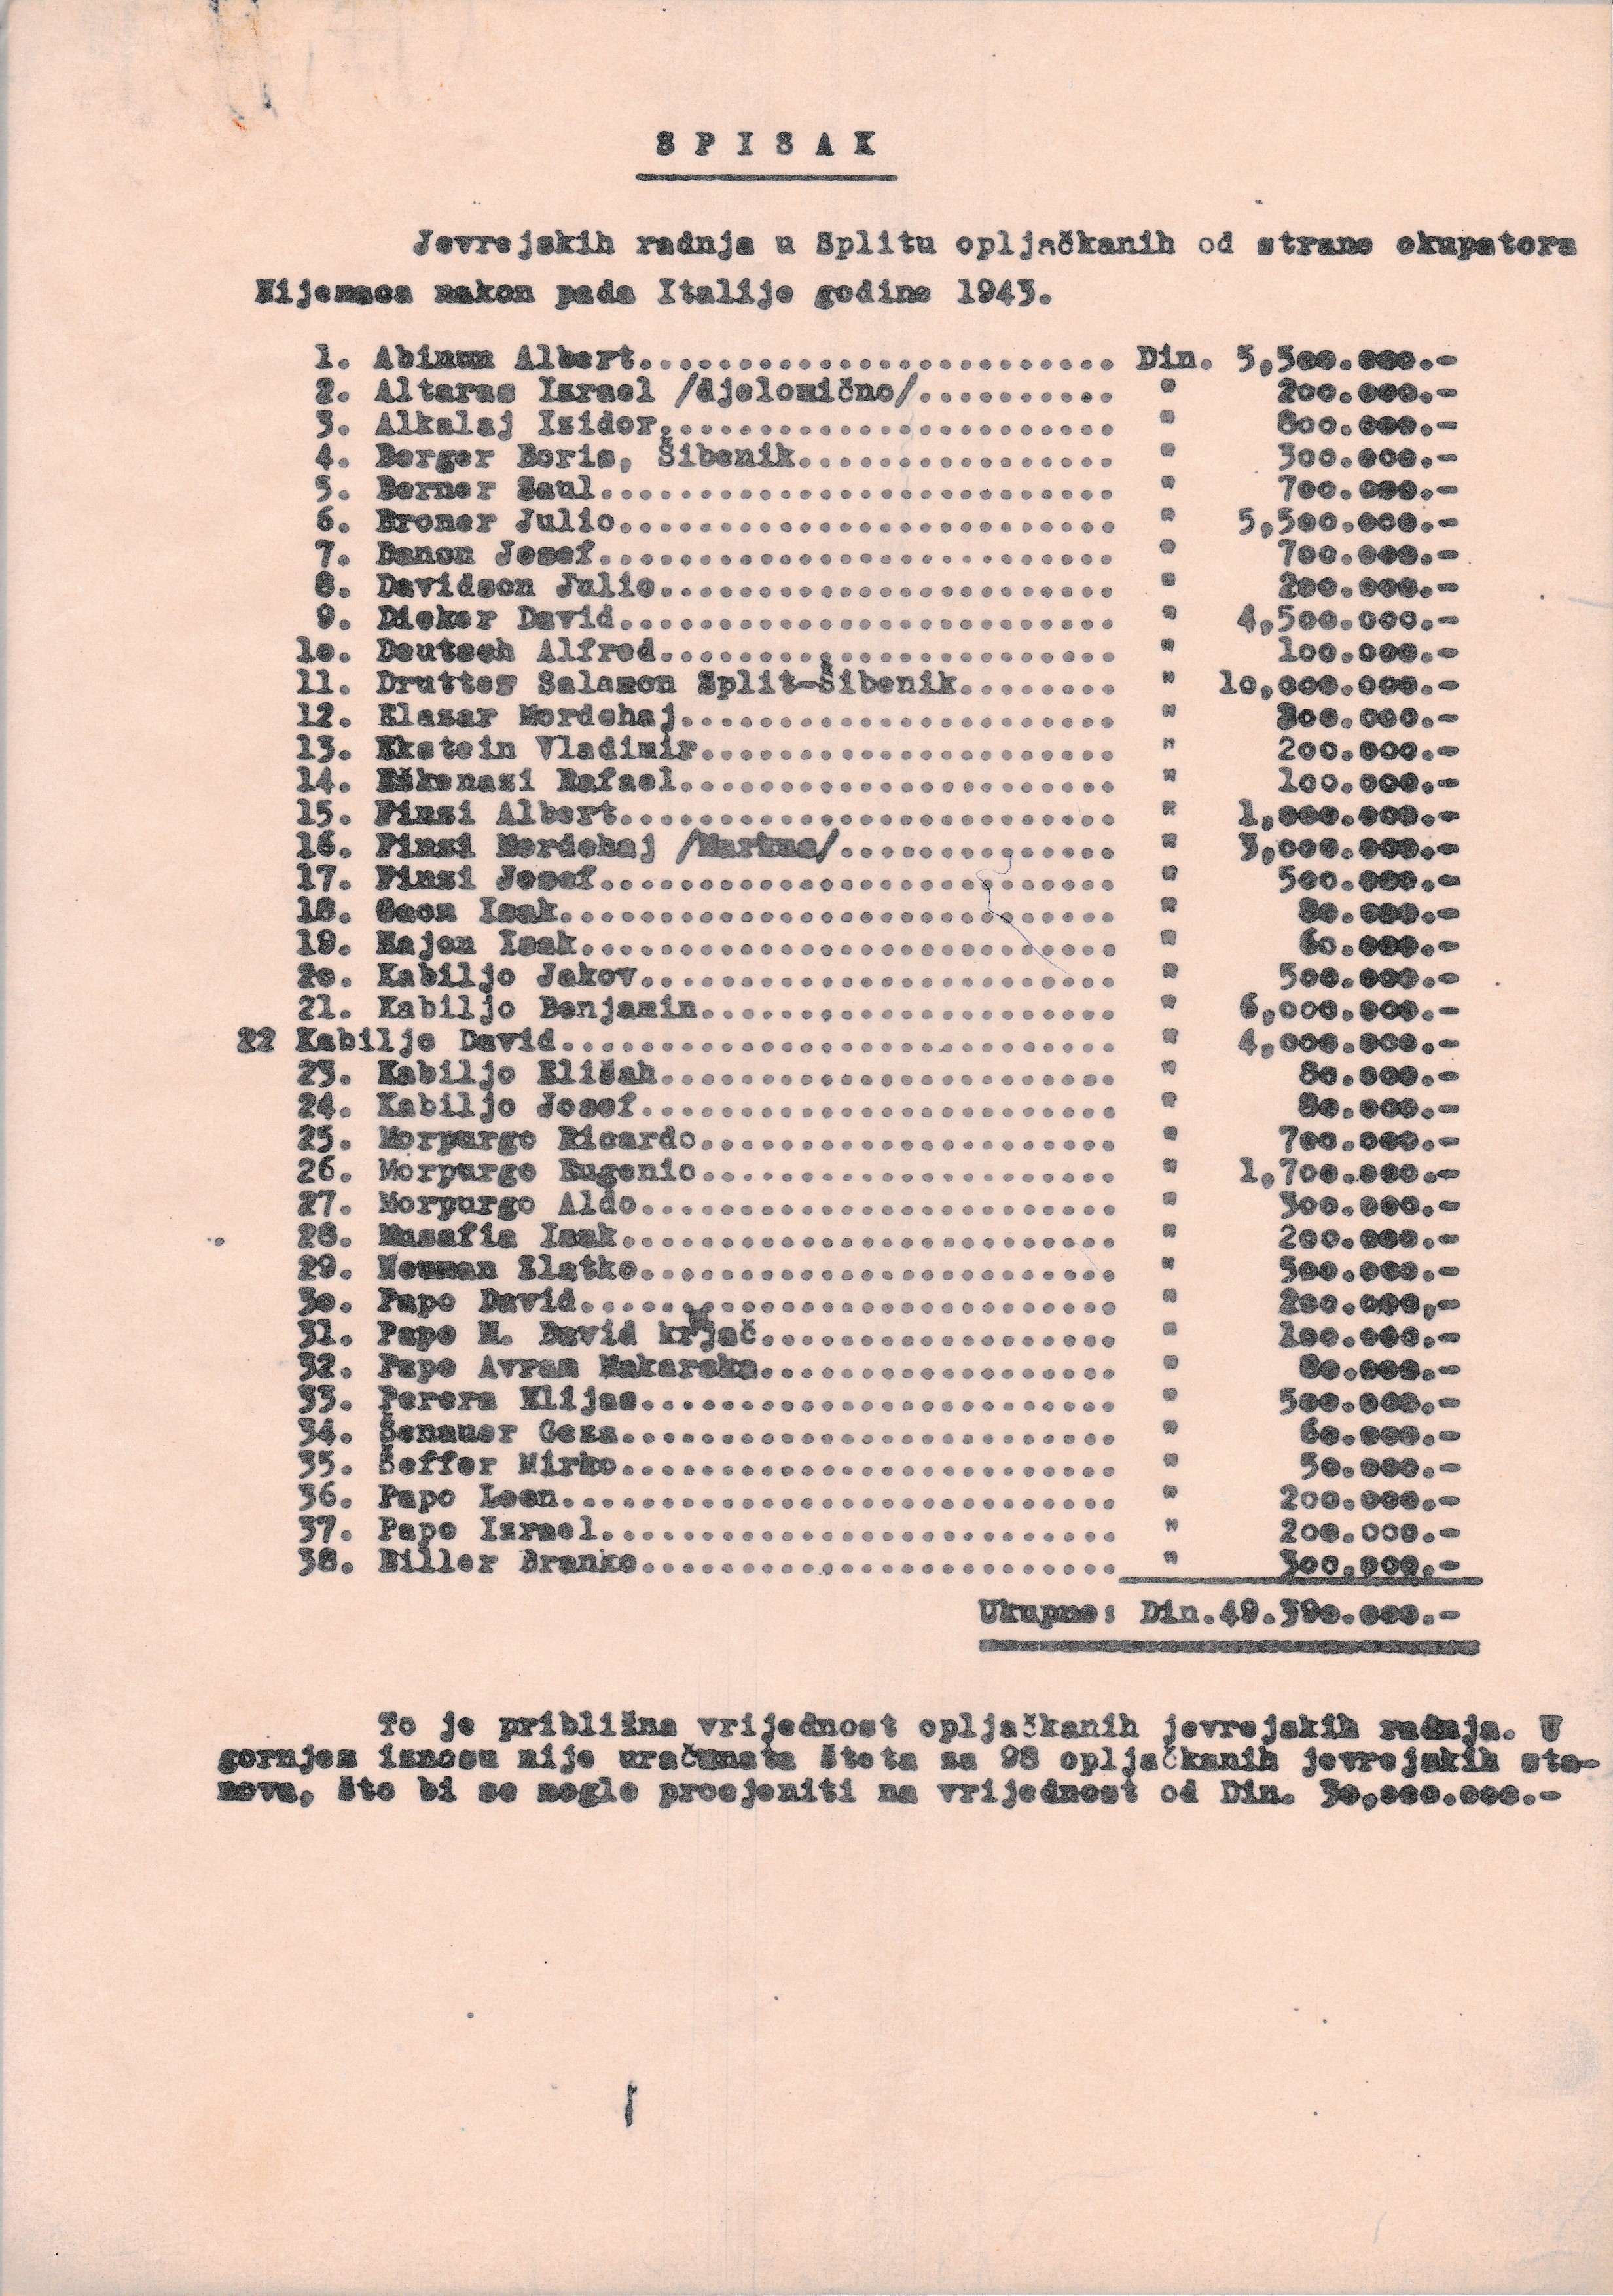 S P I S A K
Jevrejskih radnja u Splitu opljačkanih od strane okupatora
Nijemaca nakon pada Italije godine 1943.
1. Abinun Albert........................ Din. 5,500.000.-
2. Altaras Izrael /djelomično/.......... " 200.000.-
3. Alkalaj Izidor....................... " 800.000.-
4. Berger Boris, Šibenik................ " 300.000.-
5. Berner Saul.......................... " 700.000.-
6. Broner Julio......................... " 5,500.000.-
7. Danon Josef.......................... " 700.000.-
8. Davidson Julio....................... " 200.000.-
9. Dicker David......................... " 4,500.000.-
10. Deutsch Alfred....................... " 100.000.-
11. Drutter Salamon Split-Šibenik........ " 10,000.000.-
12. Elazar Mordehaj...................... " 200.000.-
13. Ekstein Vladimir..................... " 200.000.-
14. Eškenazi Rafael...................... " 100.000.-
15. Finzi Albert......................... " 1,000.000.-
16. Finzi Mordehaj /Markus/.............. " 3,000.000.-
17. Finzi Josef.......................... " 500.000.-
18. Gaon Isak............................ " 80.000.-
19. Hajon Isak........................... " 60.000.-
20. Kabiljo Jakov........................ " 500.000.-
21. Kabiljo Benjamin..................... " 6,000.000.-
22 Kabiljo David............................ " 4,000.000.-
23. Kabiljo Elišah....................... " 80.000.-
24. Kabiljo Josef........................ " 80.000.-
25. Morpurgo Ricardo..................... " 700.000.-
26. Morpurgo Eugenio..................... " 1,700.000.-
27. Morpurgo Aldo........................ " 300.000.-
28. Musafia Isak......................... " 200.000.-
29. Neuman Zlatko........................ " 500.000.-
30. Papo David........................... " 200.000,-
31. Papo M. David krjač.................. " 100.000.-
32. Papo Avram Makarska.................. " 80.000.-
33. Perera Elijas........................ " 500.000.-
34. Šenauer Geza......................... " 60.000.-
35. Šeffer Mirko......................... " 50.000.-
36. Papo Leon............................ " 200.000.-
37. Papo Izrael.......................... " 200.000.-
38. Hiller Branko........................ " 300.000.-
Ukupno: Din.49.390.000.-
To je približna vrijednost opljačkanih jevrejskih radnja. U
gornjem iznosu nije uračunata šteta za 98 opljačkanih jevrejskih sta-
nova, što bi se moglo procjeniti na vrijednost od Din. 30,000.000.-